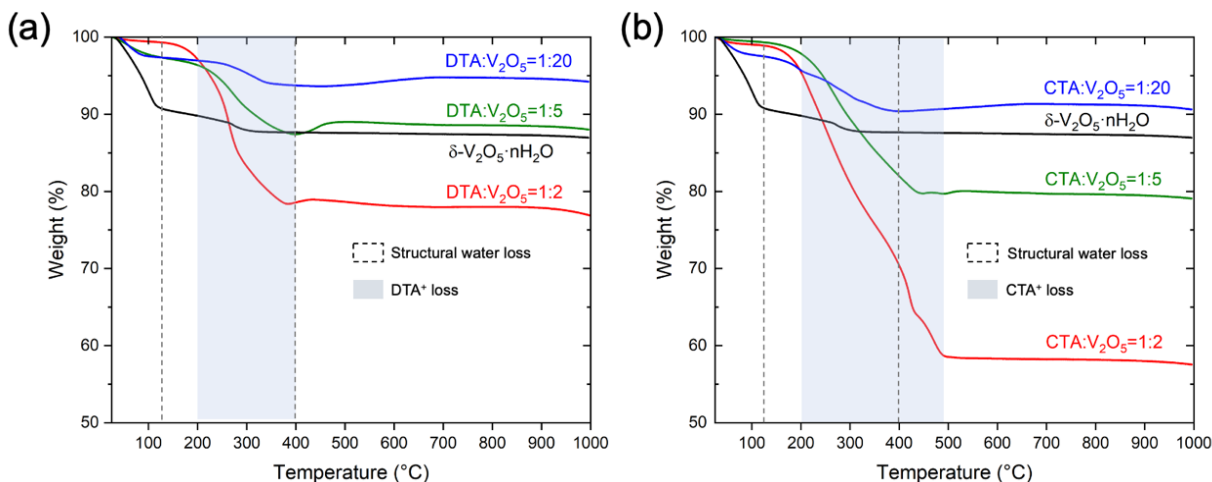 (a)
100
90
80
70
60
50
Weight (%)
DTA:V₂O₅=1:20
DTA:V₂O₅=1:5
δ-V₂O₅·nH₂O
DTA:V₂O₅=1:2
Structural water loss
DTA⁺ loss
100 200 300 400 500 600 700 800 900 1000
Temperature (°C)
(b)
100
90
80
70
60
50
Weight (%)
CTA:V₂O₅=1:20
δ-V₂O₅·nH₂O
CTA:V₂O₅=1:5
Structural water loss
CTA⁺ loss
CTA:V₂O₅=1:2
100 200 300 400 500 600 700 800 900 1000
Temperature (°C)